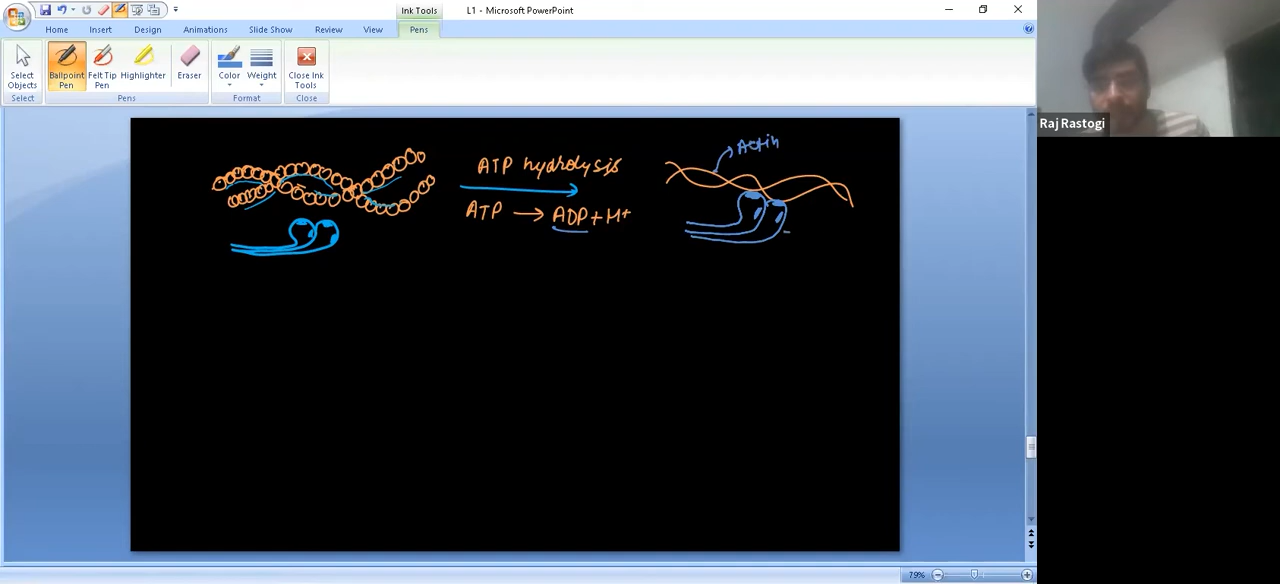 Ink Tools
L1 - Microsoft PowerPoint
Home Insert Design Animations Slide Show Review View Pens
Select Objects
Ballpoint Pen
Felt Tip Pen
Highlighter
Eraser
Color
Weight
Close Ink Tools
Select
Pens
Format
Close
Raj Rastogi
ATP hydrolysis
ATP → ADP + H+
Actin
79%